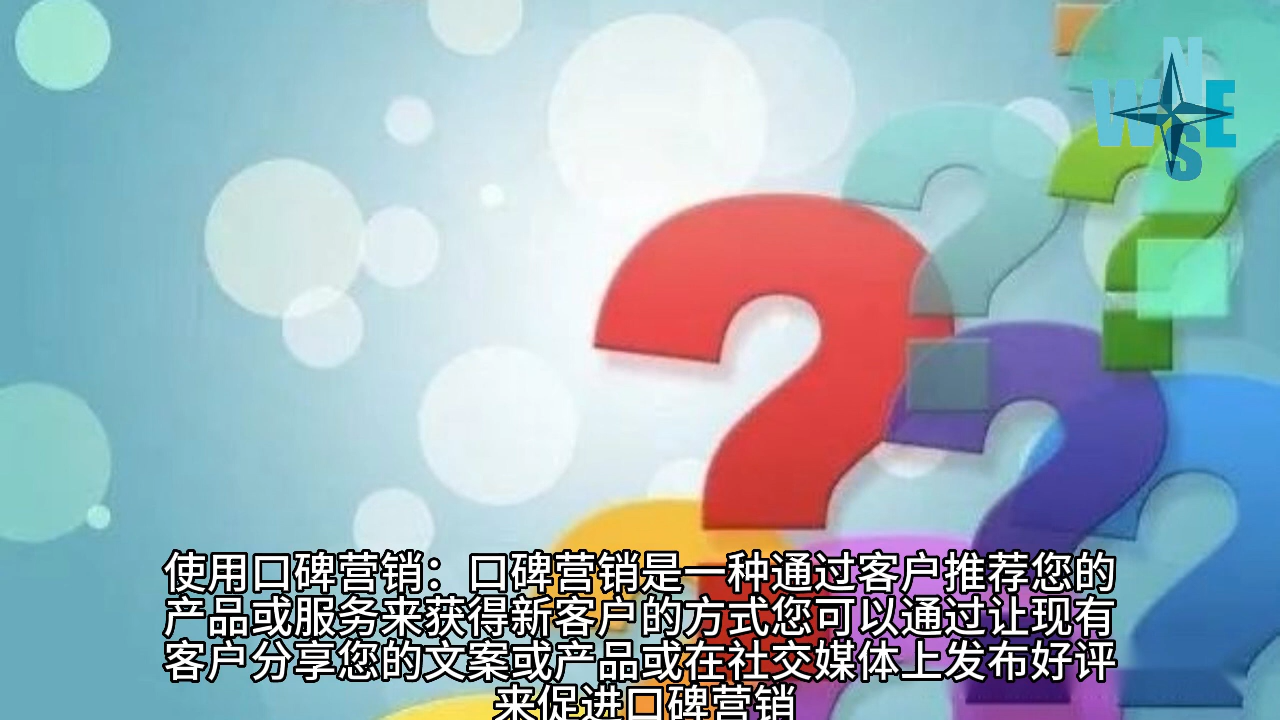 N
W E
S
使用口碑营销：口碑营销是一种通过客户推荐您的
产品或服务来获得新客户的方式您可以通过让现有
客户分享您的文案或产品或在社交媒体上发布好评
来促进口碑营销